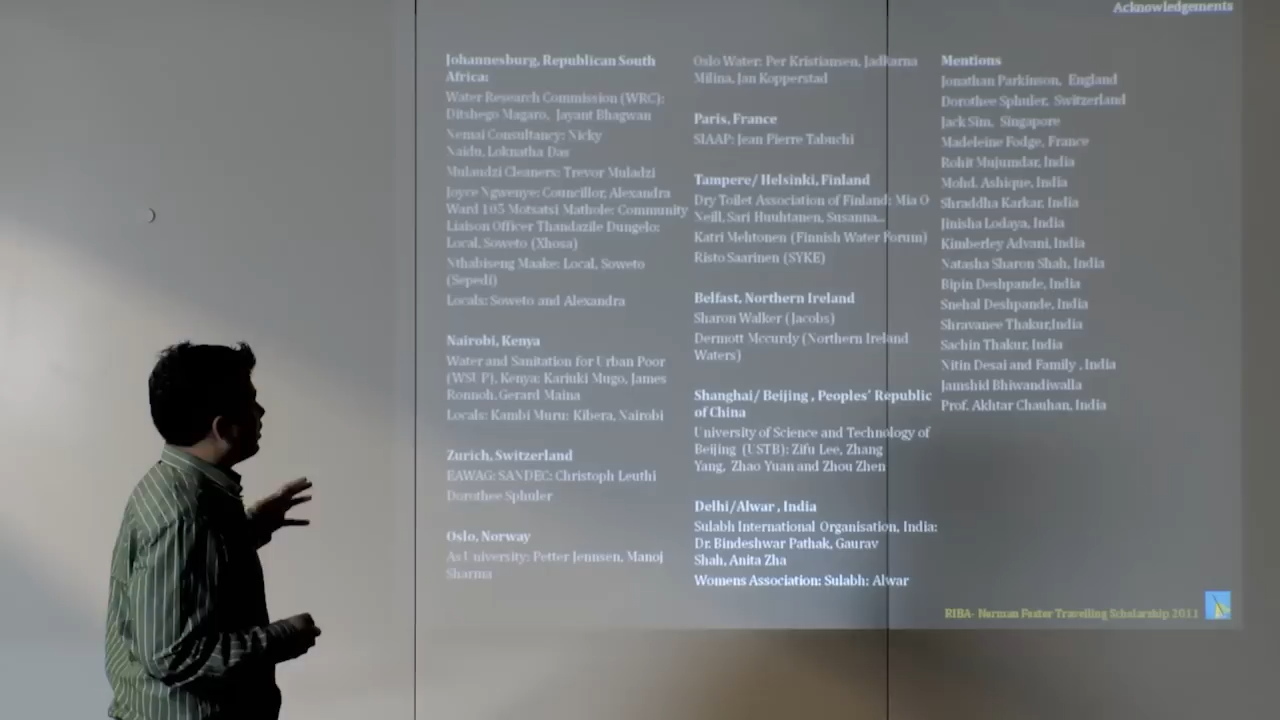 Acknowledgements
Johannesburg, Republican South
Africa:
Water Research Commission (WRC):
Ditshego Magaro, Jayant Bhagwan
Nemai Consultancy: Nicky
Naidu, Loknatha Das
Mulaudzi Cleaners: Trevor Muladzi
Joyce Ngwenye: Councillor, Alexandra
Ward 105 Motsatsi Mathole: Community
Liaison Officer Thandazile Dungelo:
Local, Soweto (Xhosa)
Nthabiseng Maake: Local, Soweto
(Sepedi)
Locals: Soweto and Alexandra
Nairobi, Kenya
Water and Sanitation for Urban Poor
(WSUP), Kenya: Kariuki Mugo, James
Ronnoh, Gerard Maina
Locals: Kambi Muru: Kibera, Nairobi
Zurich, Switzerland
EAWAG: SANDEC: Christoph Leuthi
Dorothee Sphuler
Oslo, Norway
As University: Petter Jennsen, Manoj
Sharma
Oslo Water: Per Kristiansen, Jadkarna
Milina, Jan Kopperstad
Paris, France
SIAAP: Jean Pierre Tabuchi
Tampere/ Helsinki, Finland
Dry Toilet Association of Finland: Mia O
Neill, Sari Huuhtanen, Susanna...
Katri Mehtonen (Finnish Water Forum)
Risto Saarinen (SYKE)
Belfast, Northern Ireland
Sharon Walker (Jacobs)
Dermott Mccurdy (Northern Ireland
Waters)
Shanghai/ Beijing , Peoples' Republic
of China
University of Science and Technology of
Beijing (USTB): Zifu Lee, Zhang
Yang, Zhao Yuan and Zhou Zhen
Delhi/Alwar , India
Sulabh International Organisation, India:
Dr. Bindeshwar Pathak, Gaurav
Shah, Anita Zha
Womens Association: Sulabh: Alwar
Mentions
Jonathan Parkinson, England
Dorothee Sphuler, Switzerland
Jack Sim, Singapore
Madeleine Fodge, France
Rohit Mujumdar, India
Mohd. Ashique, India
Shraddha Karkar, India
Jinisha Lodaya, India
Kimberley Advani, India
Natasha Sharon Shah, India
Bipin Deshpande, India
Snehal Deshpande, India
Shravanee Thakur,India
Sachin Thakur, India
Nitin Desai and Family , India
Jamshid Bhiwandiwalla
Prof. Akhtar Chauhan, India
RIBA- Norman Foster Travelling Scholarship 2011